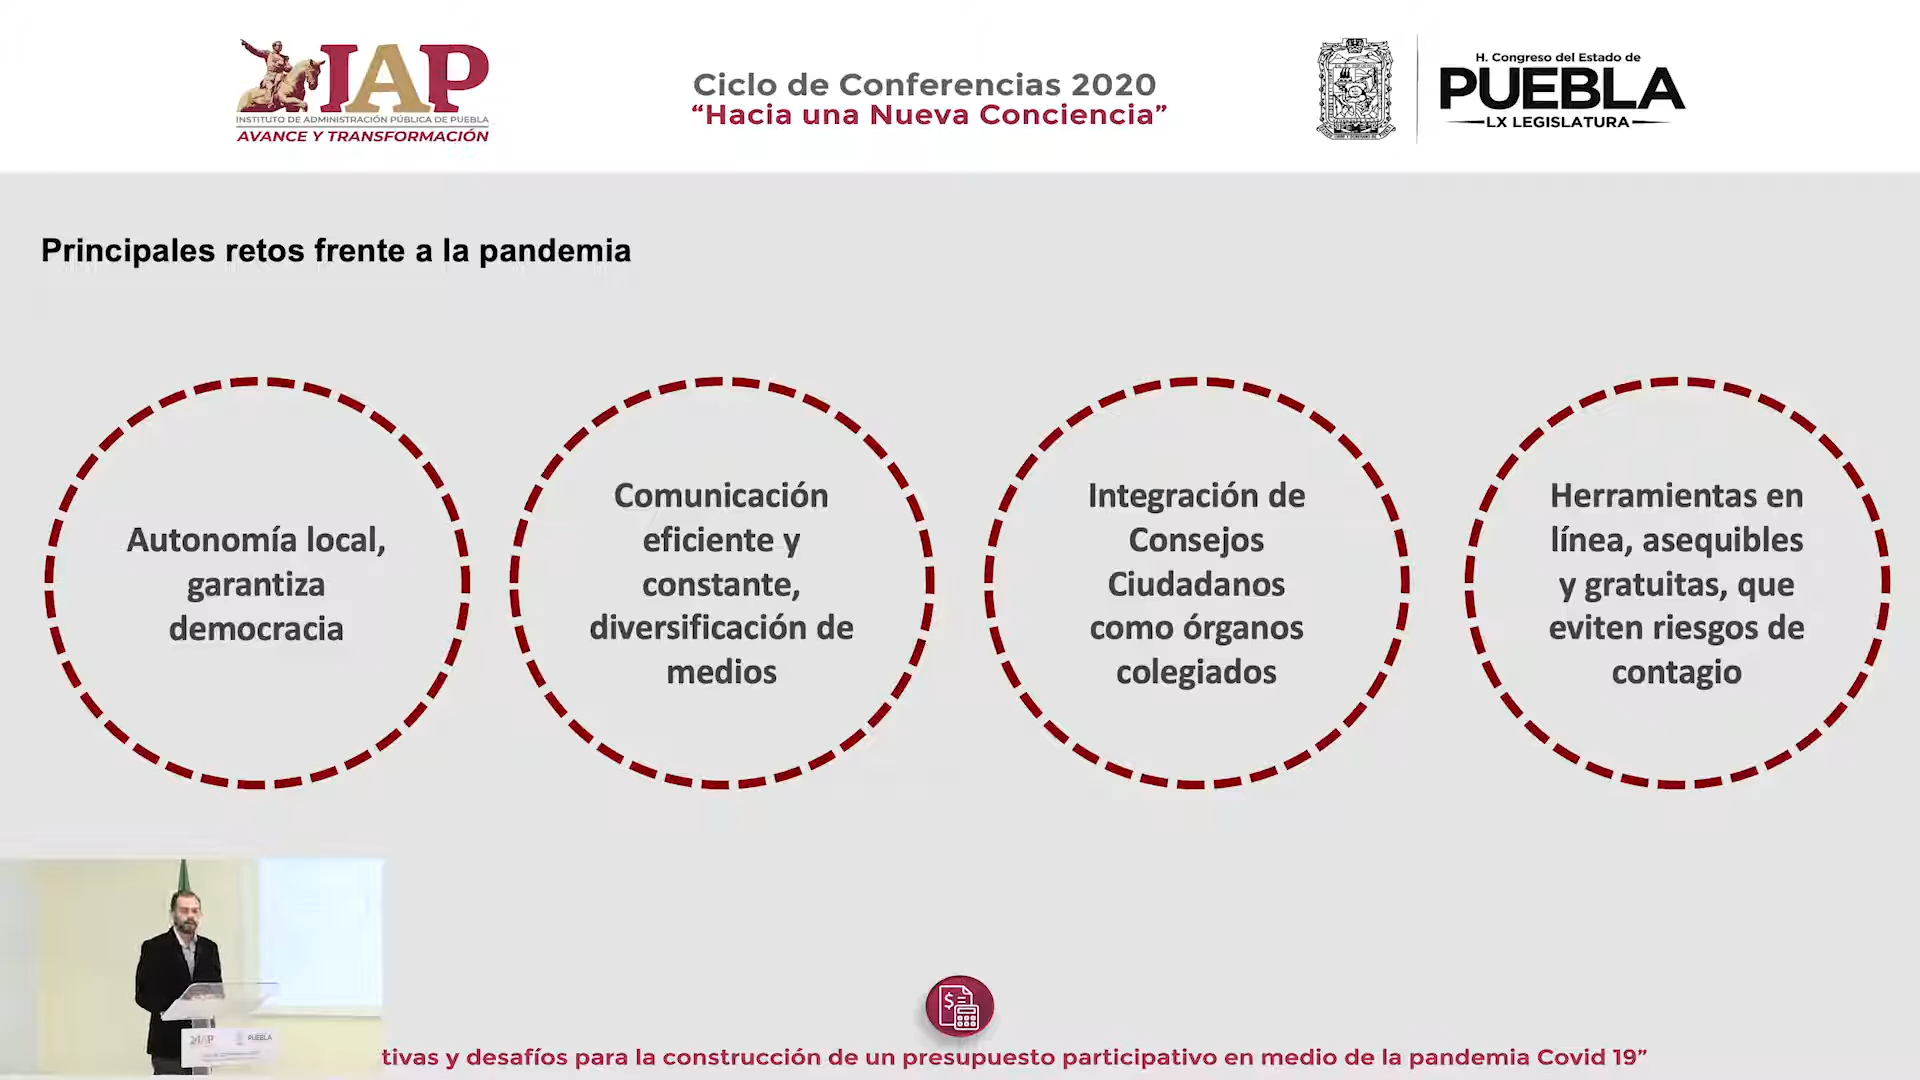 IAP
INSTITUTO DE ADMINISTRACIÓN PÚBLICA DE PUEBLA
AVANCE Y TRANSFORMACIÓN
Ciclo de Conferencias 2020
“Hacia una Nueva Conciencia”
H. Congreso del Estado de
PUEBLA
LX LEGISLATURA
Principales retos frente a la pandemia
Autonomía local,
garantiza
democracia
Comunicación
eficiente y
constante,
diversificación de
medios
Integración de
Consejos
Ciudadanos
como órganos
colegiados
Herramientas en
línea, asequibles
y gratuitas, que
eviten riesgos de
contagio
IAP
PUEBLA
tivas y desafíos para la construcción de un presupuesto participativo en medio de la pandemia Covid 19”